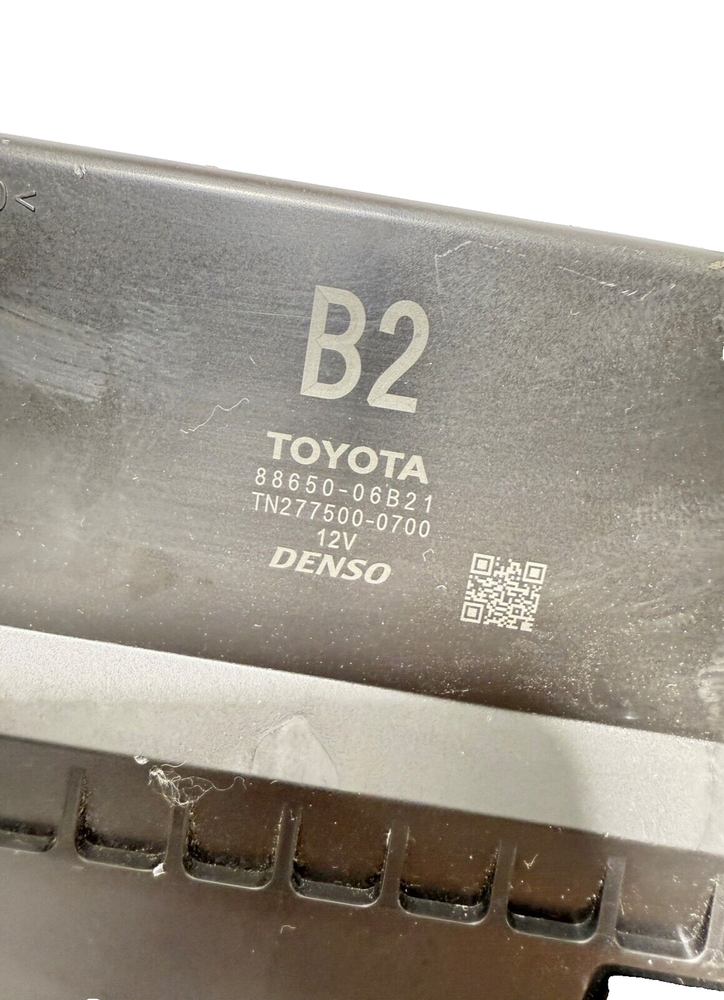 B2
TOYOTA
88650-06B21
TN277500-0700
12V
DENSO